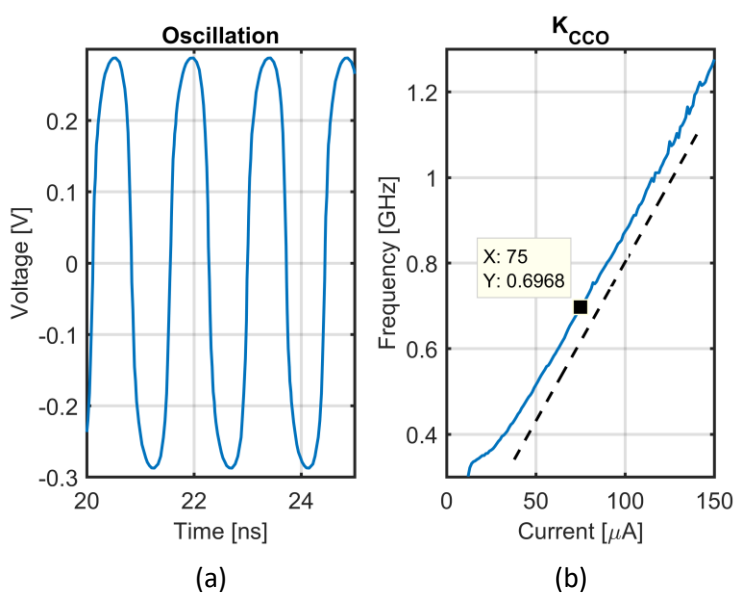 Oscillation
0.2
0.1
0
-0.1
-0.2
-0.3
Voltage [V]
20
22
24
Time [ns]
(a)
K_CCO
1.2
1
0.8
0.6
0.4
Frequency [GHz]
X: 75
Y: 0.6968
0
50
100
150
Current [μA]
(b)